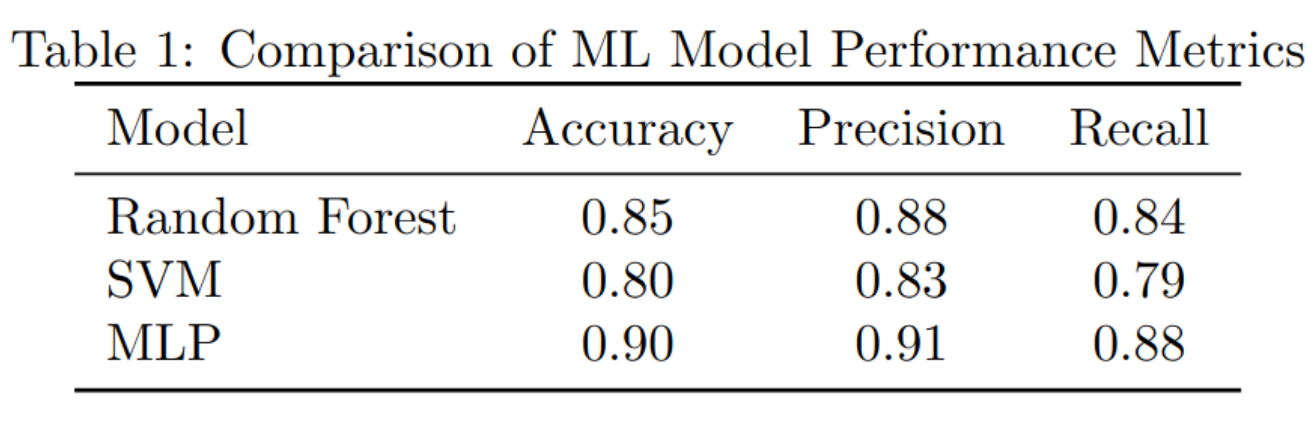 Table 1: Comparison of ML Model Performance Metrics
Model Accuracy Precision Recall
Random Forest 0.85 0.88 0.84
SVM 0.80 0.83 0.79
MLP 0.90 0.91 0.88